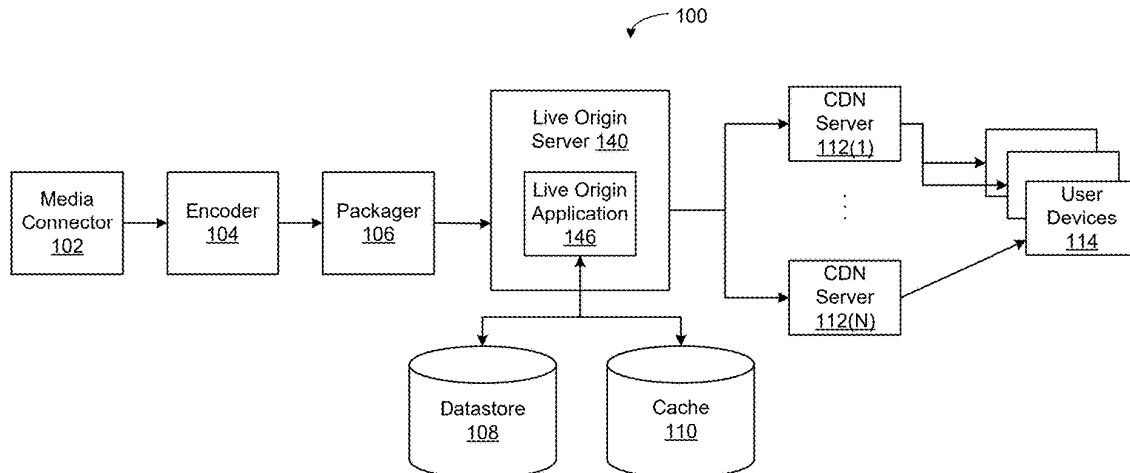 100
Media
Connector
102
Encoder
104
Packager
106
Live Origin
Server 140
Live Origin
Application
146
Datastore
108
Cache
110
CDN
Server
112(1)
CDN
Server
112(N)
User
Devices
114